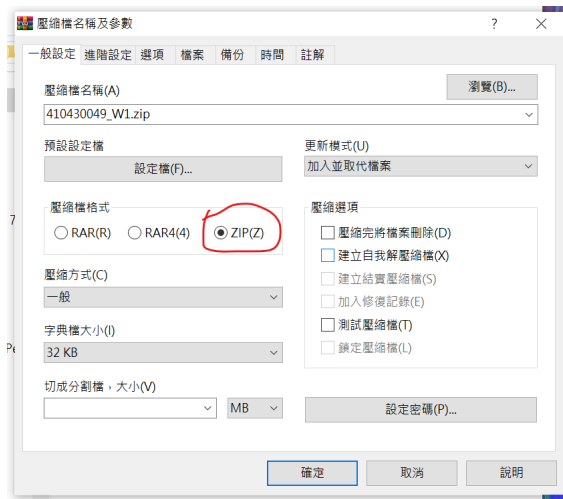 壓縮檔名稱及參數
?
一般設定 進階設定 選項 檔案 備份 時間 註解
壓縮檔名稱(A)
瀏覽(B)...
410430049_W1.zip
預設設定檔
更新模式(U)
設定檔(F)...
加入並取代檔案
壓縮檔格式
壓縮選項
RAR(R) RAR4(4) ZIP(Z)
壓縮完將檔案刪除(D)
建立自我解壓縮檔(X)
壓縮方式(C)
建立結實壓縮檔(S)
一般
加入修復記錄(E)
字典檔大小(I)
測試壓縮檔(T)
32 KB
鎖定壓縮檔(L)
切成分割檔，大小(V)
MB
設定密碼(P)...
確定 取消 說明